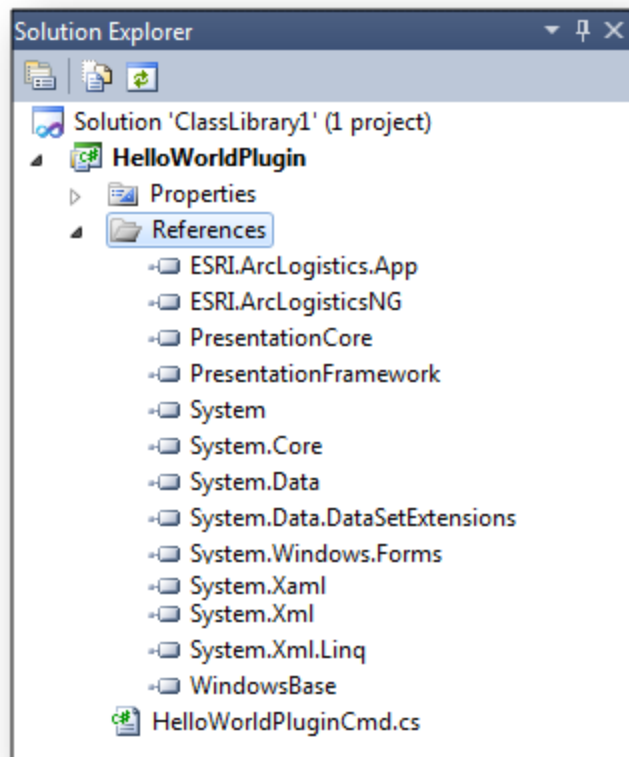 Solution Explorer
Solution 'ClassLibrary1' (1 project)
HelloWorldPlugin
Properties
References
ESRI.ArcLogistics.App
ESRI.ArcLogisticsNG
PresentationCore
PresentationFramework
System
System.Core
System.Data
System.Data.DataSetExtensions
System.Windows.Forms
System.Xaml
System.Xml
System.Xml.Linq
WindowsBase
HelloWorldPluginCmd.cs